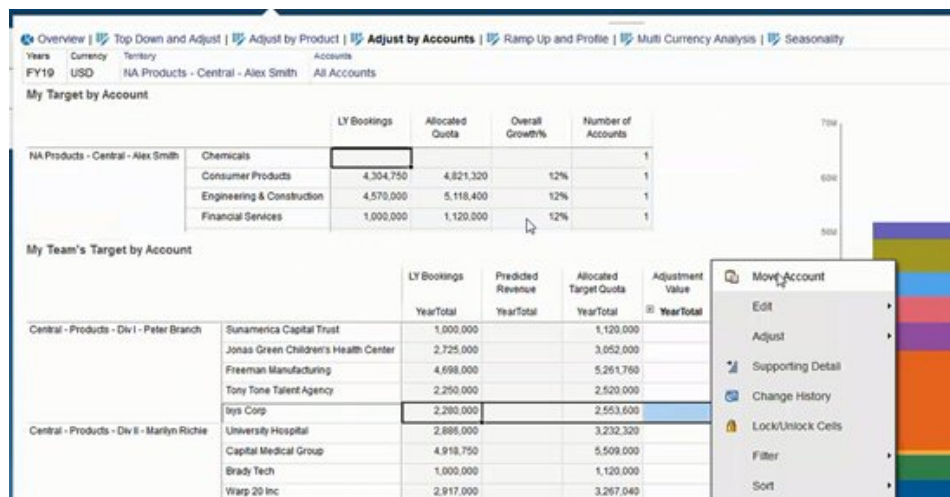 Overview | Top Down and Adjust | Adjust by Product | Adjust by Accounts | Ramp Up and Profile | Multi Currency Analysis | Seasonality
Years Currency Territory Accounts
FY19 USD NA Products - Central - Alex Smith All Accounts
My Target by Account
LY Bookings Allocated Quota Overall Growth% Number of Accounts
NA Products - Central - Alex Smith Chemicals 1
Consumer Products 4,304,750 4,821,320 12% 1
Engineering & Construction 4,570,000 5,118,400 12% 1
Financial Services 1,000,000 1,120,000 12% 1
70M
60M
50M
My Team's Target by Account
LY Bookings Predicted Revenue Allocated Target Quota Adjustment Value
YearTotal YearTotal YearTotal YearTotal
Central - Products - Div I - Peter Branch Sunamerica Capital Trust 1,000,000 1,120,000
Jonas Green Children's Health Center 2,725,000 3,052,000
Freeman Manufacturing 4,698,000 5,261,760
Tony Tone Talent Agency 2,250,000 2,520,000
Corp 2,280,000 2,553,600
Central - Products - Div II - Marilyn Richie University Hospital 2,886,000 3,232,320
Capital Medical Group 4,918,750 5,509,000
Brady Tech 1,000,000 1,120,000
Warp 20 Inc 2,917,000 3,267,040
Move Account
Edit
Adjust
Supporting Detail
Change History
Lock/Unlock Cells
Filter
Sort